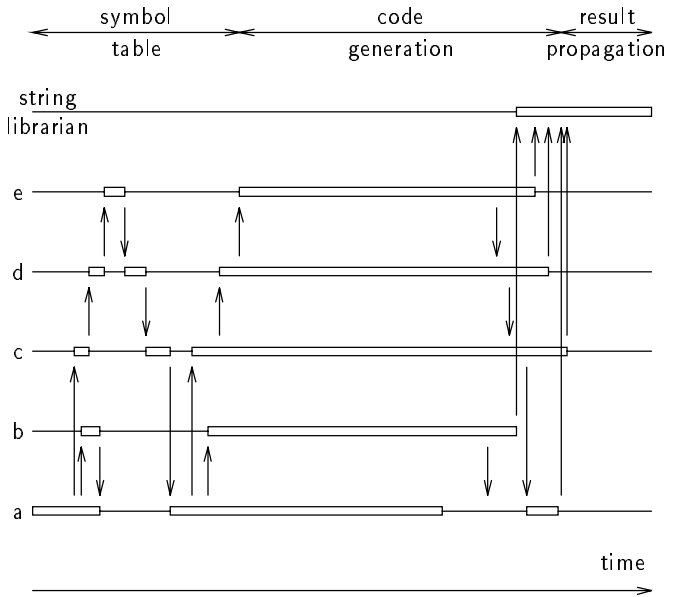 symbol code result
table generation propagation
string
librarian
e
d
c
b
a
time